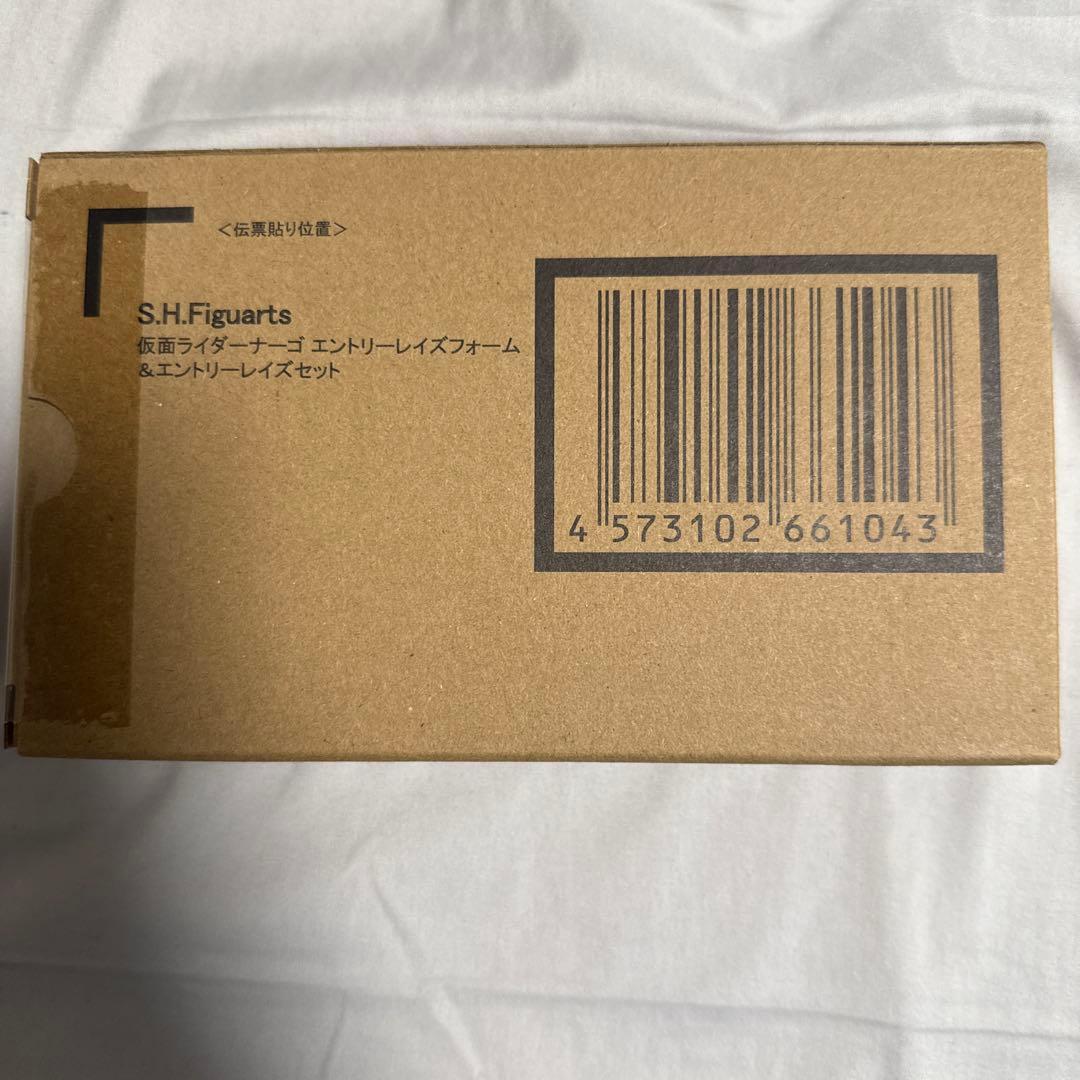 ＜伝票貼り位置＞
S.H.Figuarts
仮面ライダーナーゴ エントリーレイズフォーム
＆エントリーレイズセット
4 573102 661043